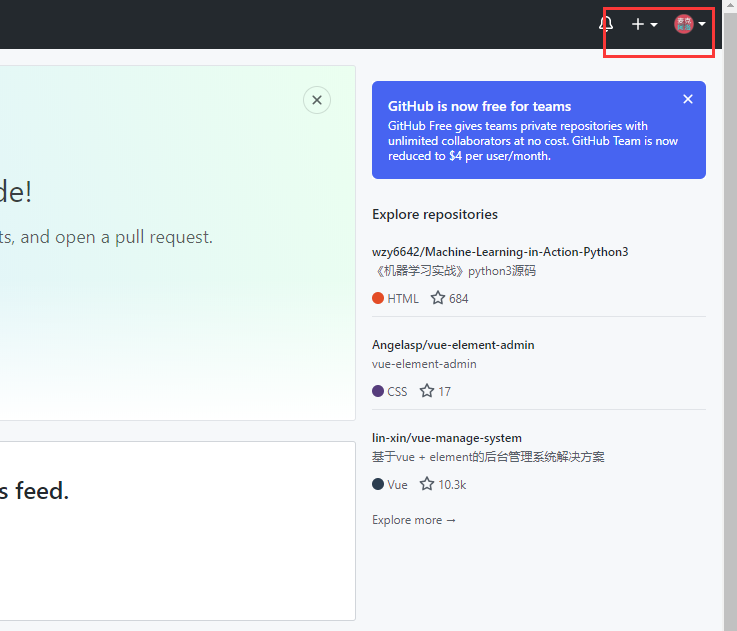 de!
ts, and open a pull request.
s feed.
GitHub is now free for teams
GitHub Free gives teams private repositories with
unlimited collaborators at no cost. GitHub Team is now
reduced to $4 per user/month.
Explore repositories
wzy6642/Machine-Learning-in-Action-Python3
《机器学习实战》python3源码
HTML 684
Angelasp/vue-element-admin
vue-element-admin
CSS 17
lin-xin/vue-manage-system
基于vue + element的后台管理系统解决方案
Vue 10.3k
Explore more →